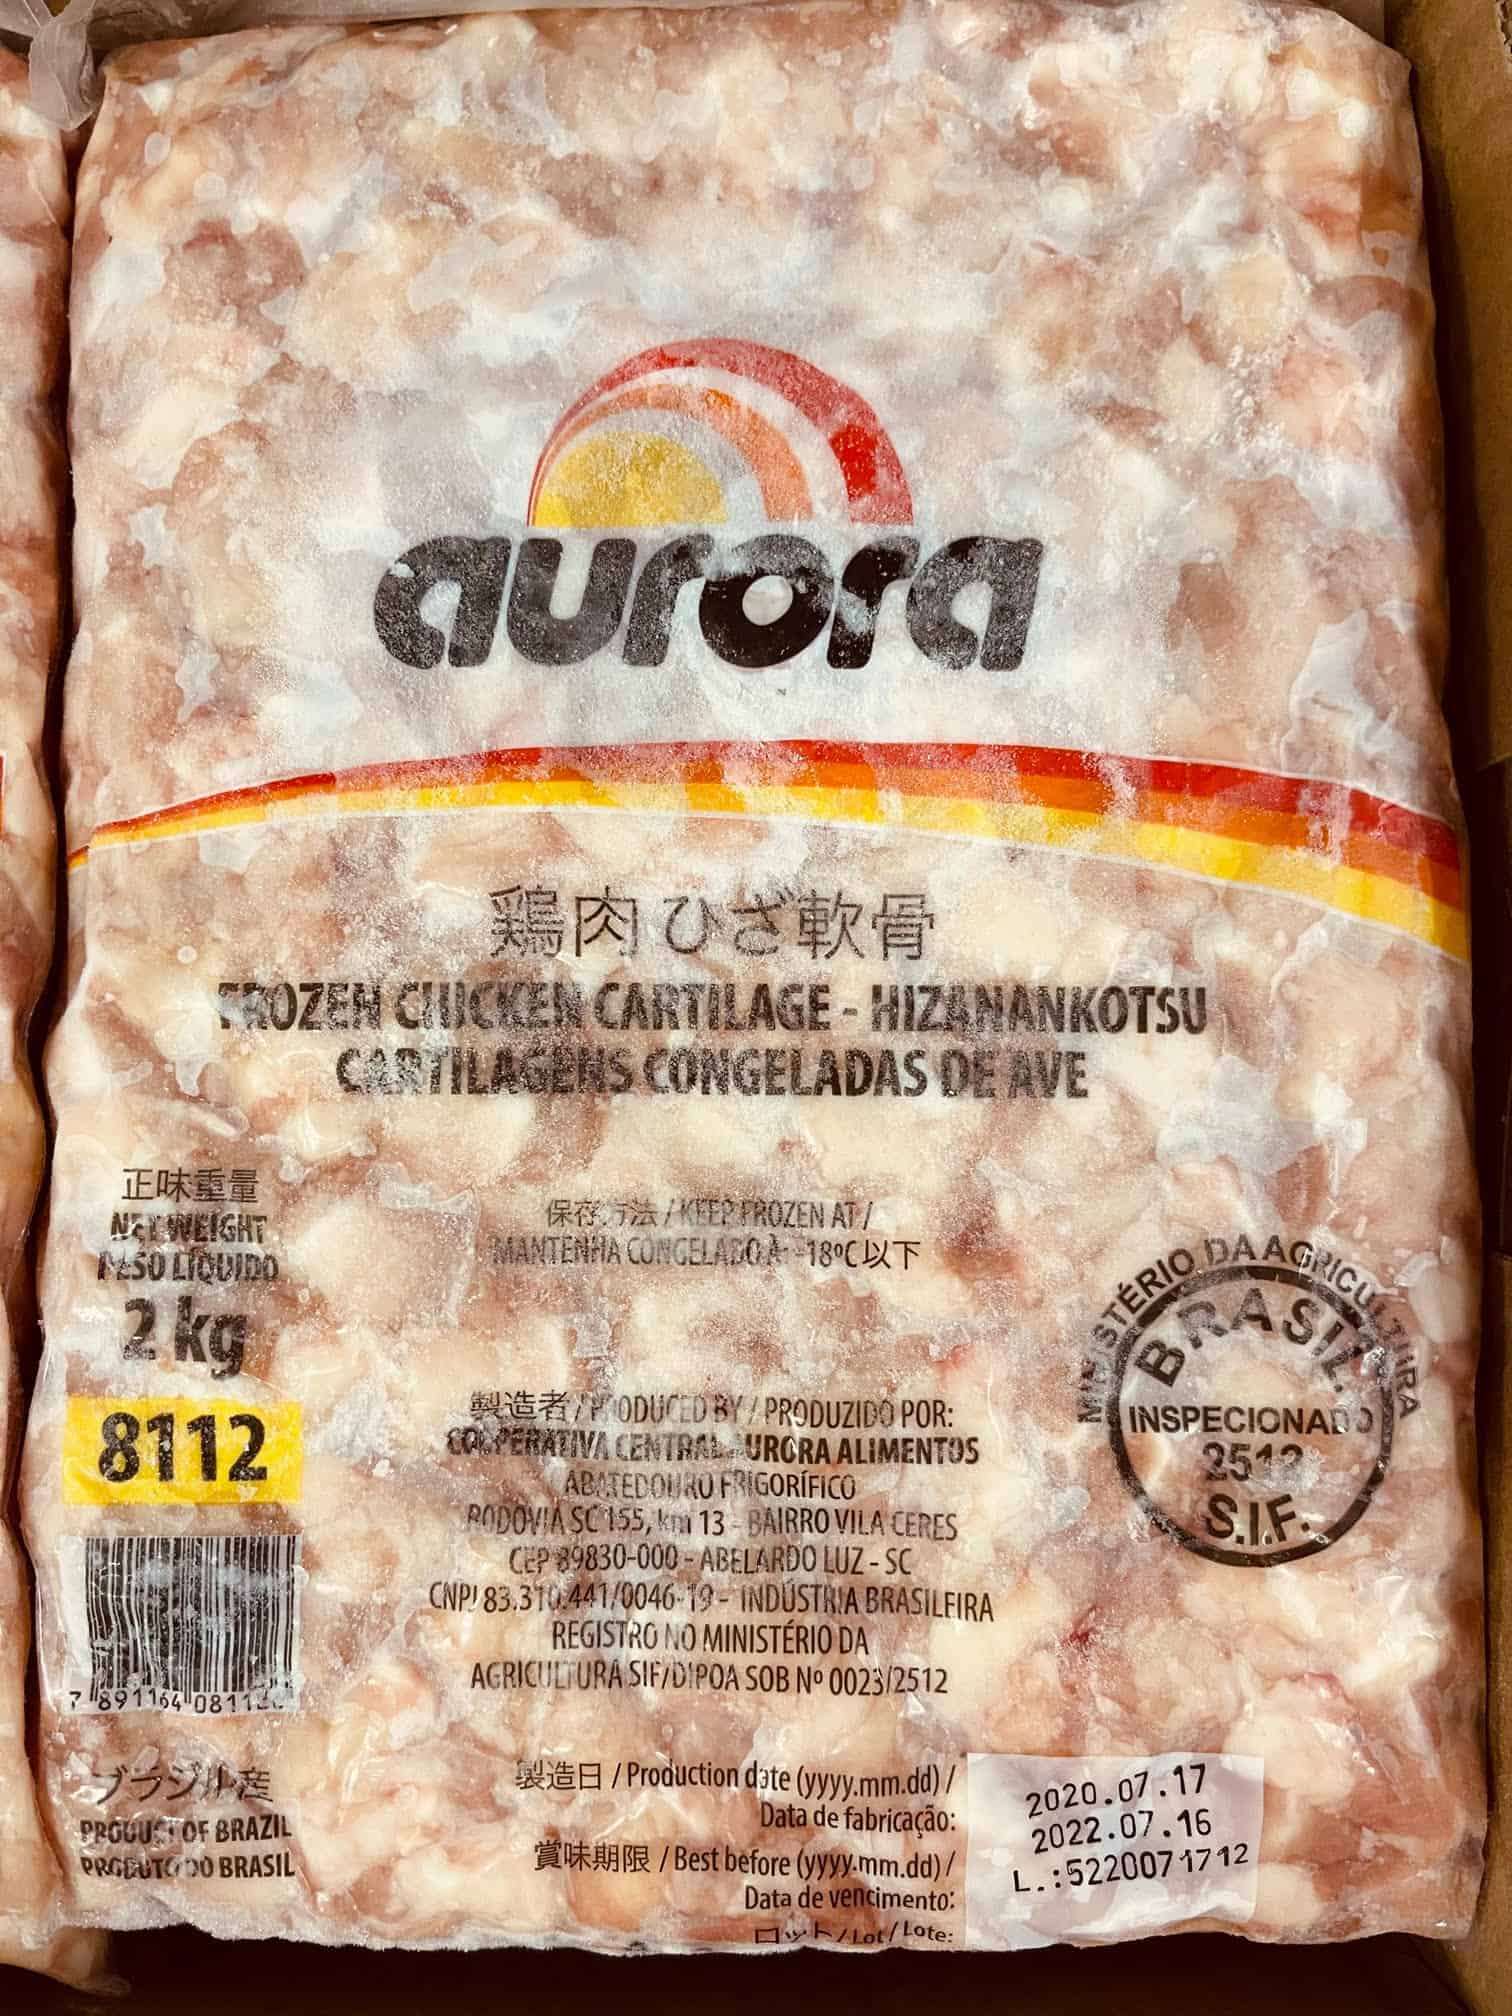 aurora
鶏肉 ひざ軟骨
FROZEN CHICKEN CARTILAGE - HIZANANKOTSU
CARTILAGENS CONGELADAS DE AVE
正味重量
NET WEIGHT
PESO LÍQUIDO
2 kg
8112
保存方法 / KEEP FROZEN AT /
MANTENHA CONGELADO À: -18ºC 以下
製造者 / PRODUCED BY / PRODUZIDO POR:
COOPERATIVA CENTRAL AURORA ALIMENTOS
ABATEDOURO FRIGORÍFICO
RODOVIA SC 155, km 13 - BAIRRO VILA CERES
CEP 89830-000 - ABELARDO LUZ - SC
CNPJ 83.310.441/0046-19 - INDÚSTRIA BRASILEIRA
REGISTRO NO MINISTÉRIO DA
AGRICULTURA SIF/DIPOA SOB Nº 0023/2512
MINISTÉRIO DA AGRICULTURA
BRASIL
INSPECIONADO
2512
S.I.F.
7 891164 0811
ブラジル産
PRODUCT OF BRAZIL
PRODUTO DO BRASIL
製造日 / Production date (yyyy.mm.dd) /
Data de fabricação:
賞味期限 / Best before (yyyy.mm.dd) /
Data de vencimento:
ロット / Lot / Lote:
2020.07.17
2022.07.16
L.:5220071712